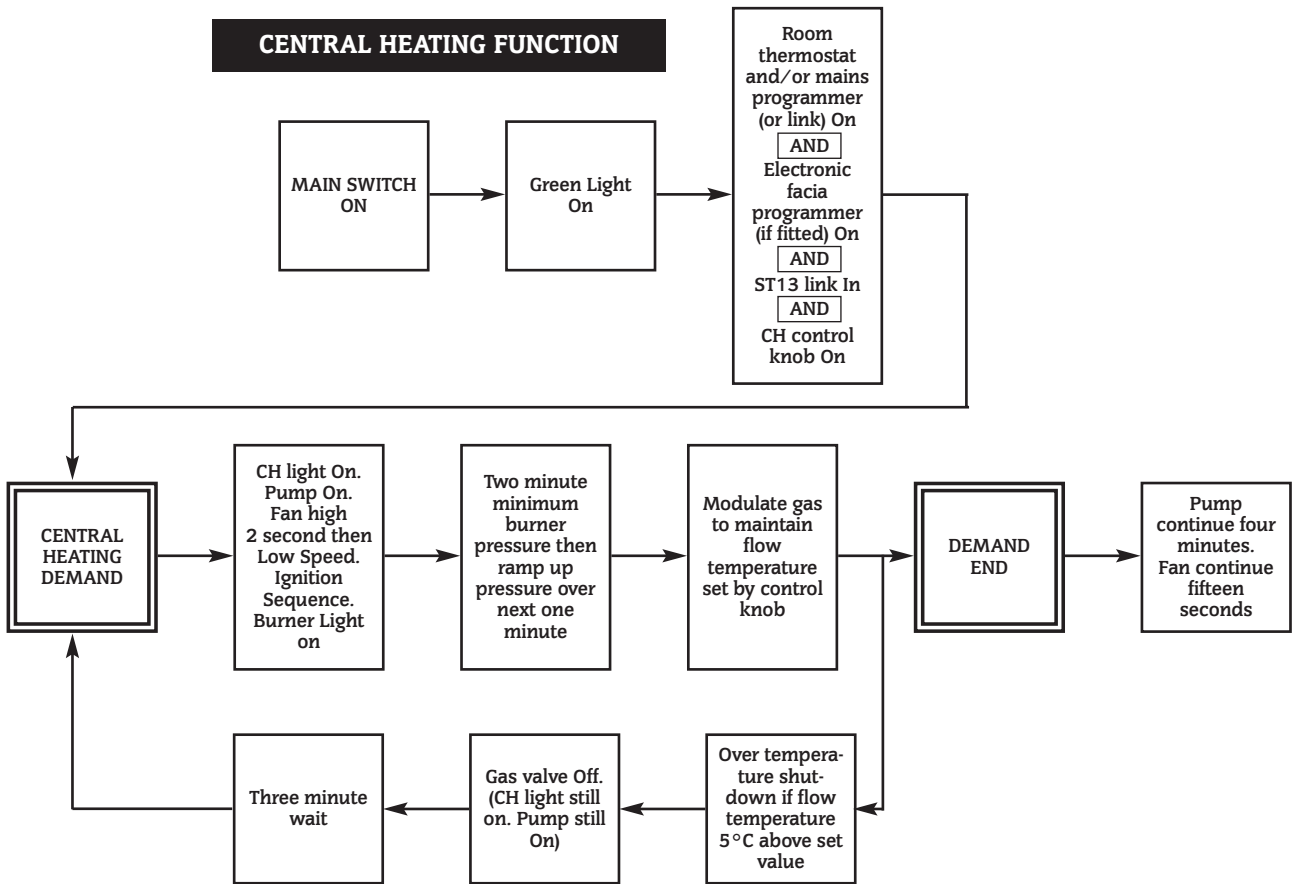 CENTRAL HEATING FUNCTION
MAIN SWITCH
ON
Green Light
On
Room
thermostat
and/or mains
programmer
(or link) On
AND
Electronic
facia
programmer
(if fitted) On
AND
ST13 link In
AND
CH control
knob On
CENTRAL
HEATING
DEMAND
CH light On.
Pump On.
Fan high
2 second then
Low Speed.
Ignition
Sequence.
Burner Light
on
Two minute
minimum
burner
pressure then
ramp up
pressure over
next one
minute
Modulate gas
to maintain
flow
temperature
set by control
knob
DEMAND
END
Pump
continue four
minutes.
Fan continue
fifteen
seconds
Over tempera-
ture shut-
down if flow
temperature
5°C above set
value
Gas valve Off.
(CH light still
on. Pump still
On)
Three minute
wait